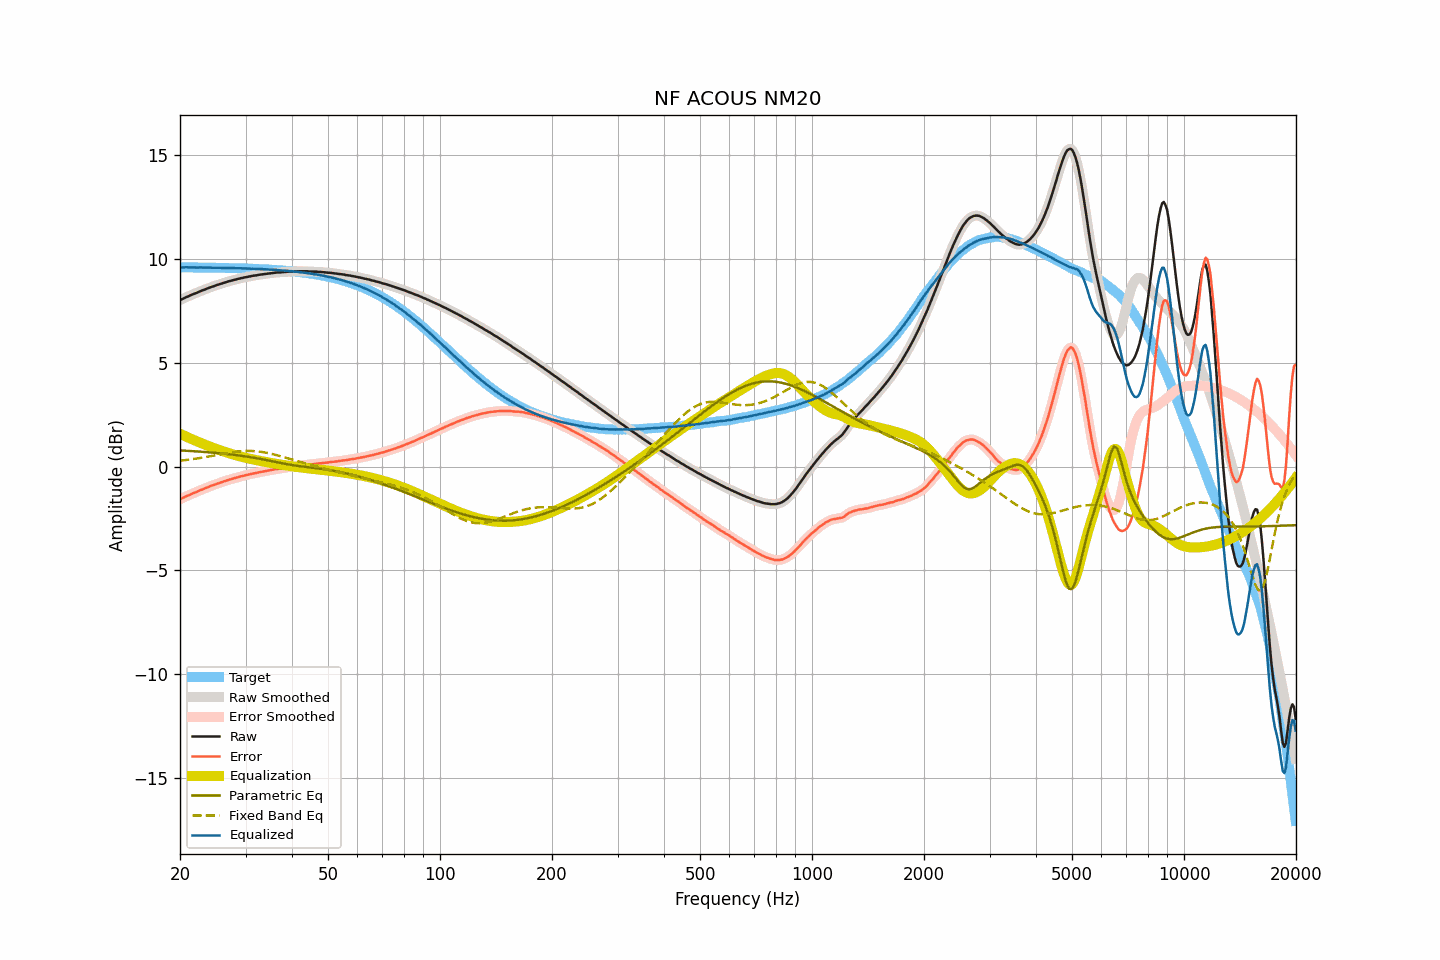 NF ACOUS NM20
Amplitude (dBr)
15
10
5
0
−5
−10
−15
Target
Raw Smoothed
Error Smoothed
Raw
Error
Equalization
Parametric Eq
Fixed Band Eq
Equalized
20 50 100 200 500 1000 2000 5000 10000 20000
Frequency (Hz)